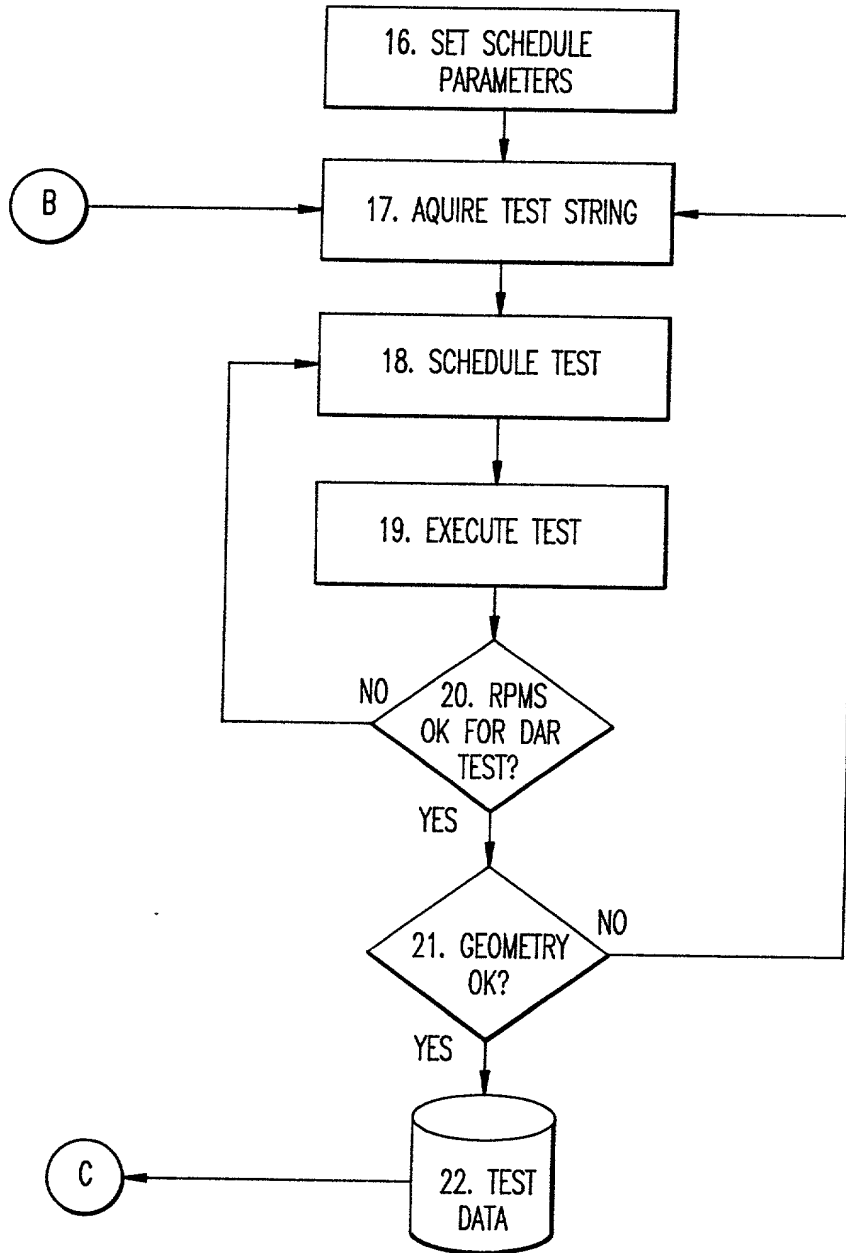 16. SET SCHEDULE
PARAMETERS
B
17. AQUIRE TEST STRING
18. SCHEDULE TEST
19. EXECUTE TEST
NO
20. RPMS
OK FOR DAR
TEST?
YES
NO
21. GEOMETRY
OK?
YES
C
22. TEST
DATA